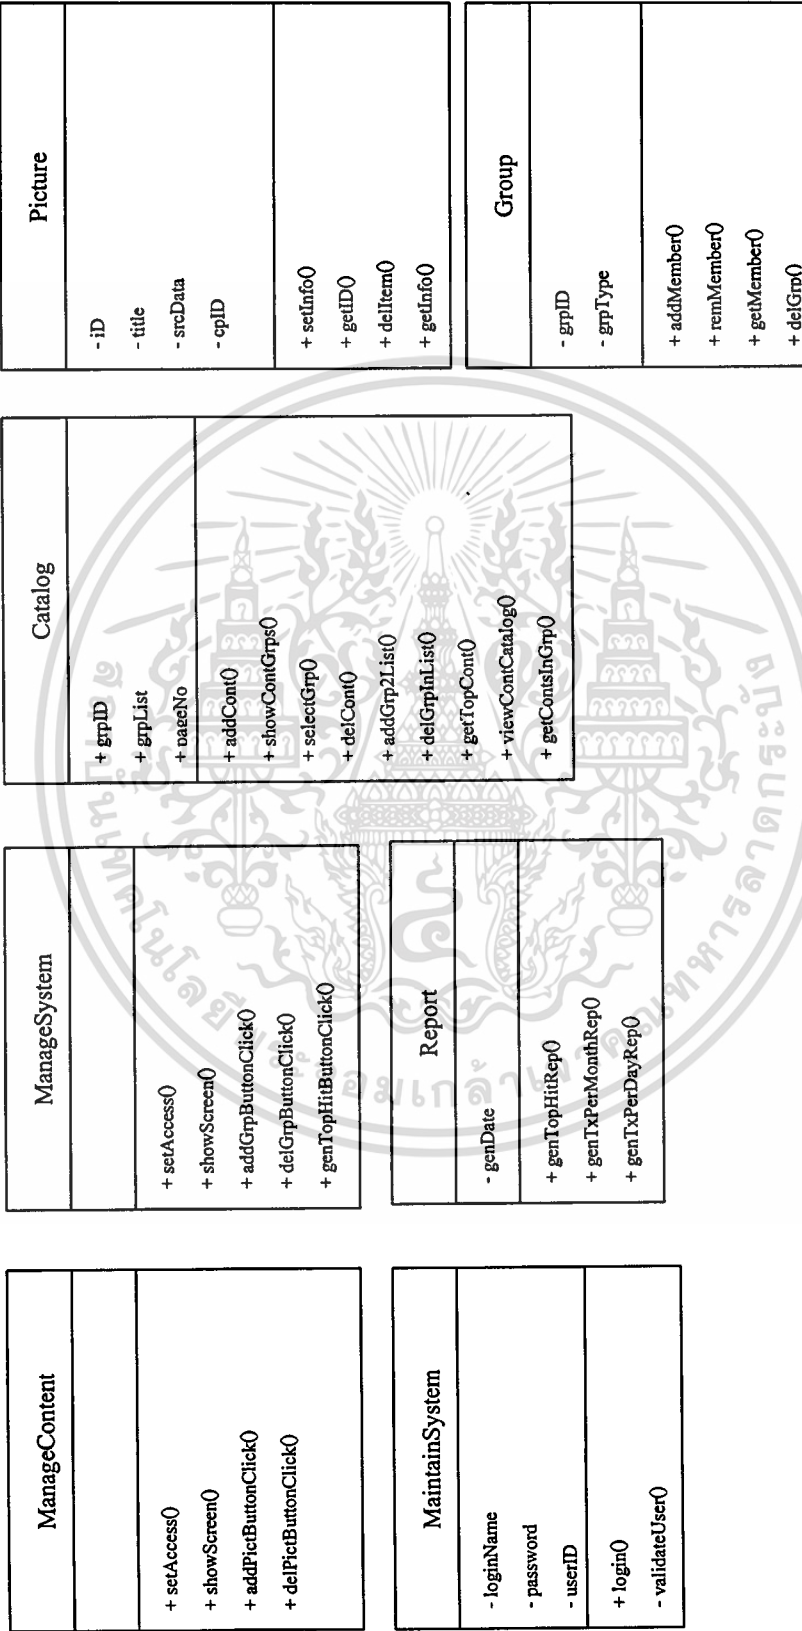 ManageContent
+ setAccess()
+ showScreen()
+ addPictButtonClick()
+ delPictButtonClick()
ManageSystem
+ setAccess()
+ showScreen()
+ addGrpButtonClick()
+ delGrpButtonClick()
+ genTopHitButtonClick()
Catalog
+ grpID
+ grpList
+ pageNo
+ addCont()
+ showContGrps()
+ selectGrp()
+ delCont()
+ addGrp2List()
+ delGrpInList()
+ getTopCont()
+ viewContCatalog()
+ getContsInGrp()
Picture
- iD
- title
- srcData
- cpID
+ setInfo()
+ getID()
+ delItem()
+ getInfo()
MaintainSystem
- loginName
- password
- userID
+ login()
- validateUser()
Report
- genDate
+ genTopHitRep()
+ genTxPerMonthRep()
+ genTxPerDayRep()
Group
- grpID
- grpType
+ addMember()
+ remMember()
+ getMember()
+ delGrp()